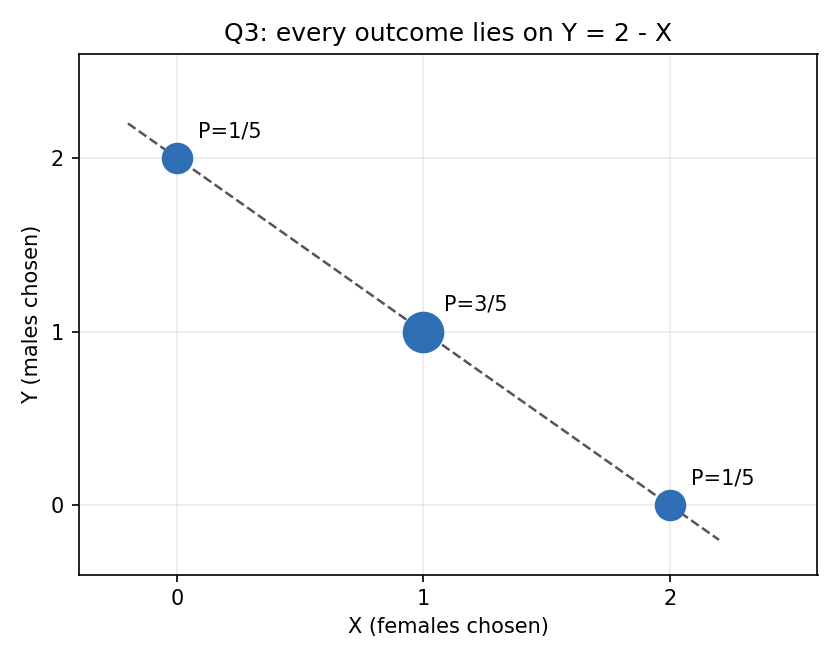 Q3: every outcome lies on Y = 2 - X
P=1/5
P=3/5
P=1/5
2
1
0
Y (males chosen)
0
1
2
X (females chosen)